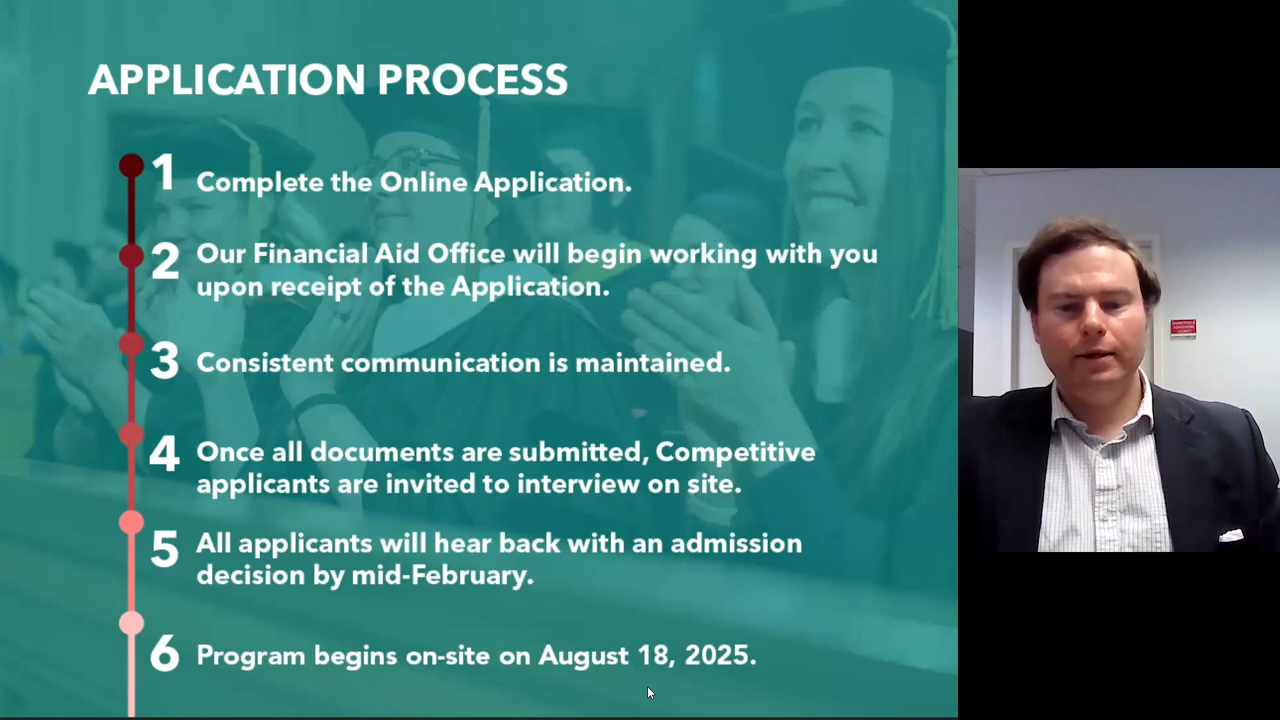 APPLICATION PROCESS
1 Complete the Online Application.
2 Our Financial Aid Office will begin working with you
upon receipt of the Application.
3 Consistent communication is maintained.
4 Once all documents are submitted, Competitive
applicants are invited to interview on site.
5 All applicants will hear back with an admission
decision by mid-February.
6 Program begins on-site on August 18, 2025.